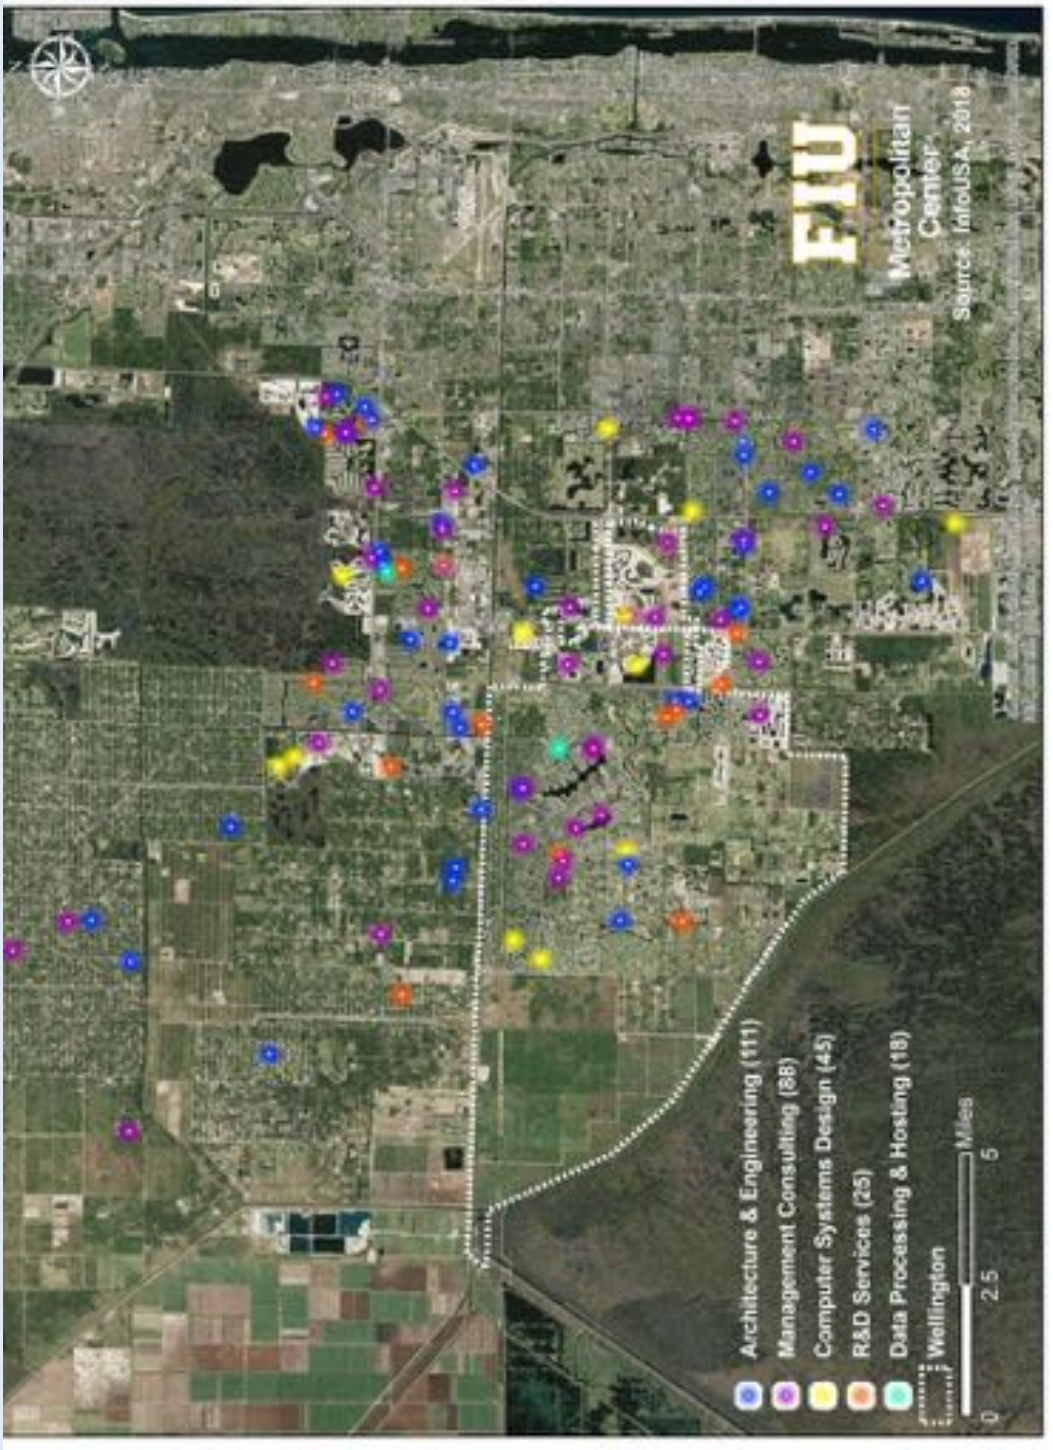 FIU
Metropolitan
Center
Source: InfoUSA, 2018
Architecture & Engineering (111)
Management Consulting (88)
Computer Systems Design (45)
R&D Services (25)
Data Processing & Hosting (18)
Wellington
0 2.5 5 Miles